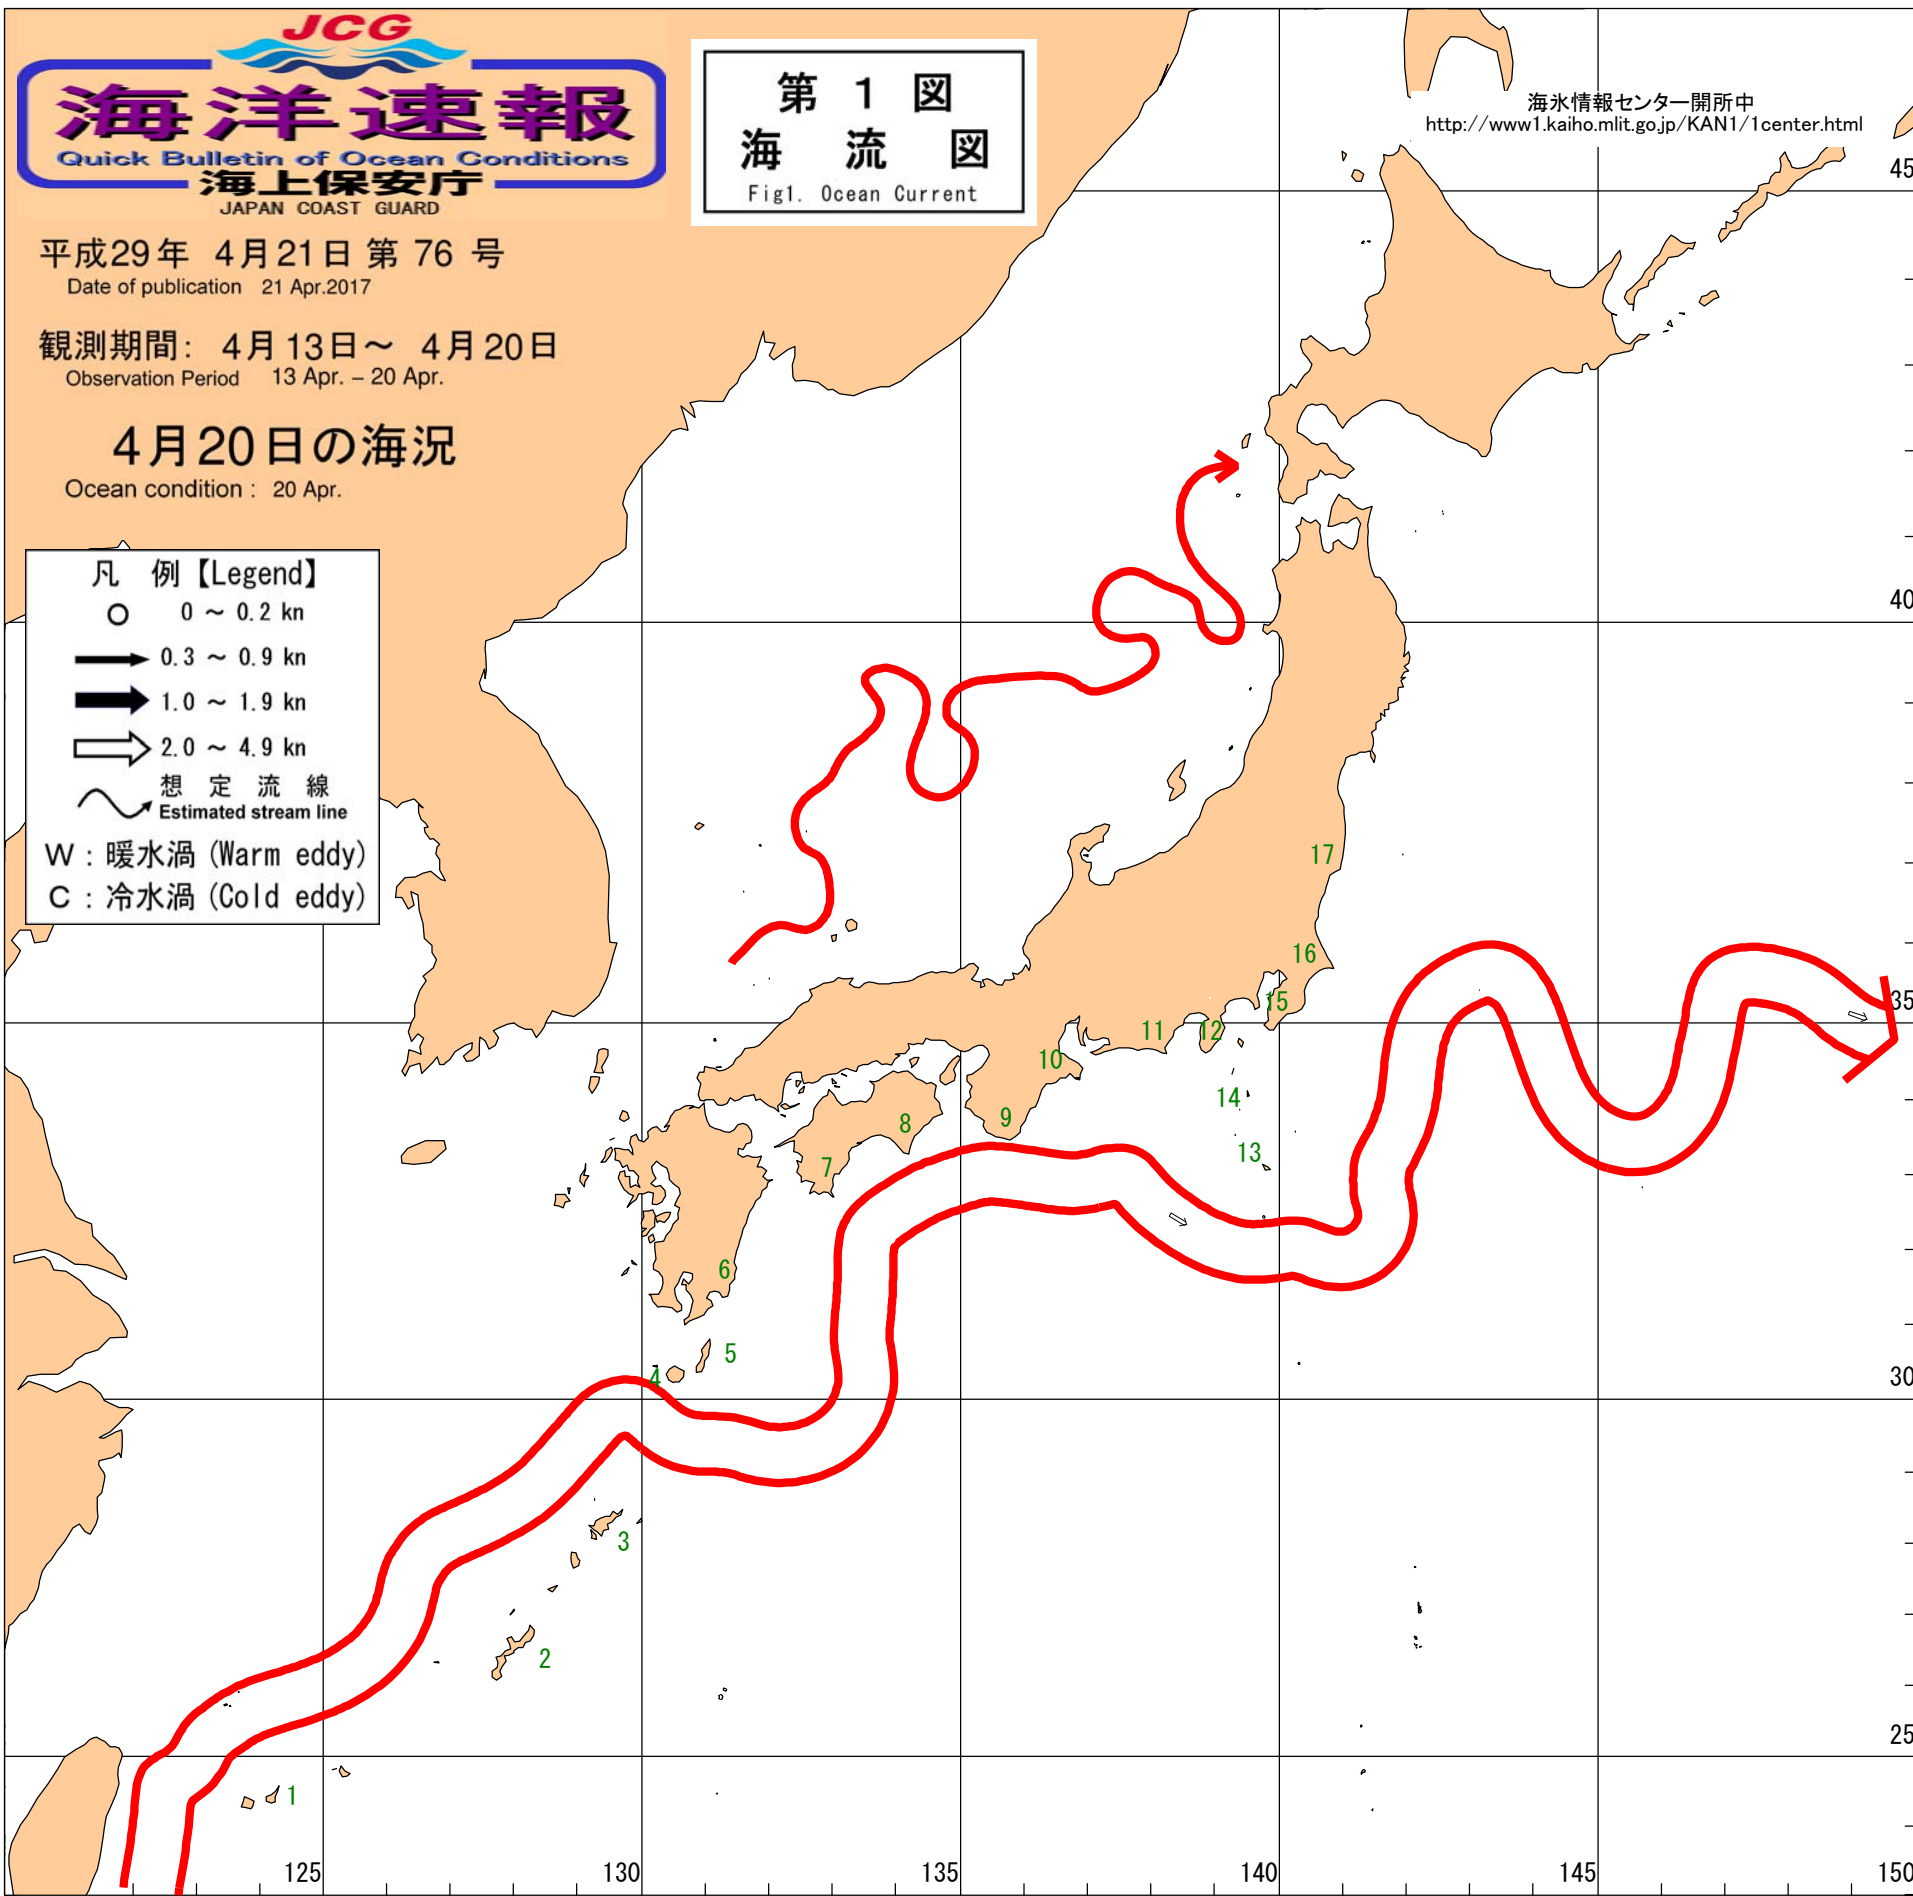 JCG
海洋速報
Quick Bulletin of Ocean Conditions
海上保安庁
JAPAN COAST GUARD
平成29年 4月21日 第 76 号
Date of publication 21 Apr.2017
観測期間: 4月13日～ 4月20日
Observation Period 13 Apr. – 20 Apr.
4月20日の海況
Ocean condition : 20 Apr.
第 1 図
海 流 図
Fig1. Ocean Current
海氷情報センター開所中
http://www1.kaiho.mlit.go.jp/KAN1/1center.html
凡 例【Legend】
0 ～ 0.2 kn
0.3 ～ 0.9 kn
1.0 ～ 1.9 kn
2.0 ～ 4.9 kn
想 定 流 線
Estimated stream line
W : 暖水渦 (Warm eddy)
C : 冷水渦 (Cold eddy)
45
40
17
16
35
15
11
12
10
14
9
8
13
7
6
5
4
30
3
2
25
1
125
130
135
140
145
150